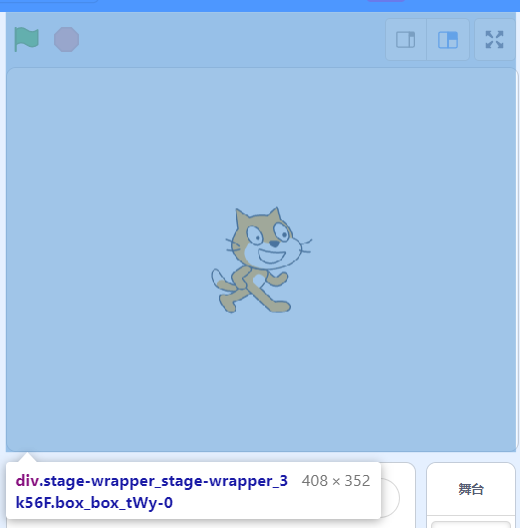 div.stage-wrapper_stage-wrapper_3 408 × 352
k56F.box_box_tWy-0
舞台